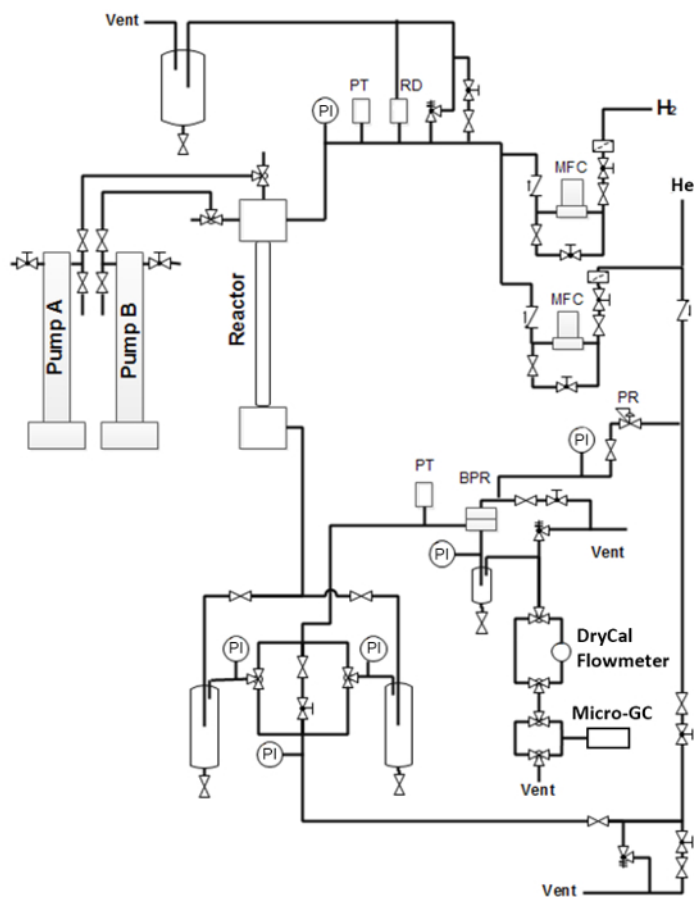 Vent
PT
RD
PI
H₂
MFC
He
Pump A
Pump B
Reactor
MFC
PR
PI
PT
BPR
PI
Vent
DryCal
Flowmeter
PI
PI
Micro-GC
PI
Vent
Vent